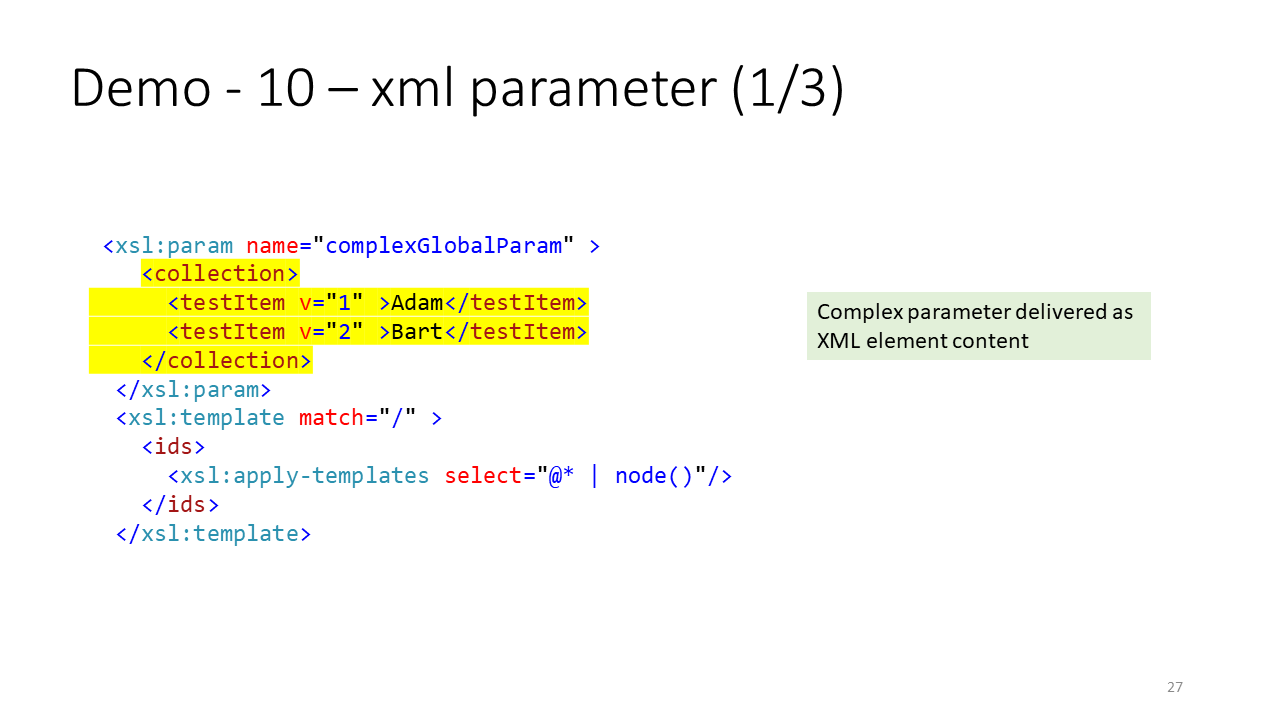 Demo - 10 – xml parameter (1/3)
<xsl:param name="complexGlobalParam" >
<collection>
<testItem v="1" >Adam</testItem>
<testItem v="2" >Bart</testItem>
</collection>
</xsl:param>
<xsl:template match="/" >
<ids>
<xsl:apply-templates select="@* | node()"/>
</ids>
</xsl:template>
Complex parameter delivered as
XML element content
27